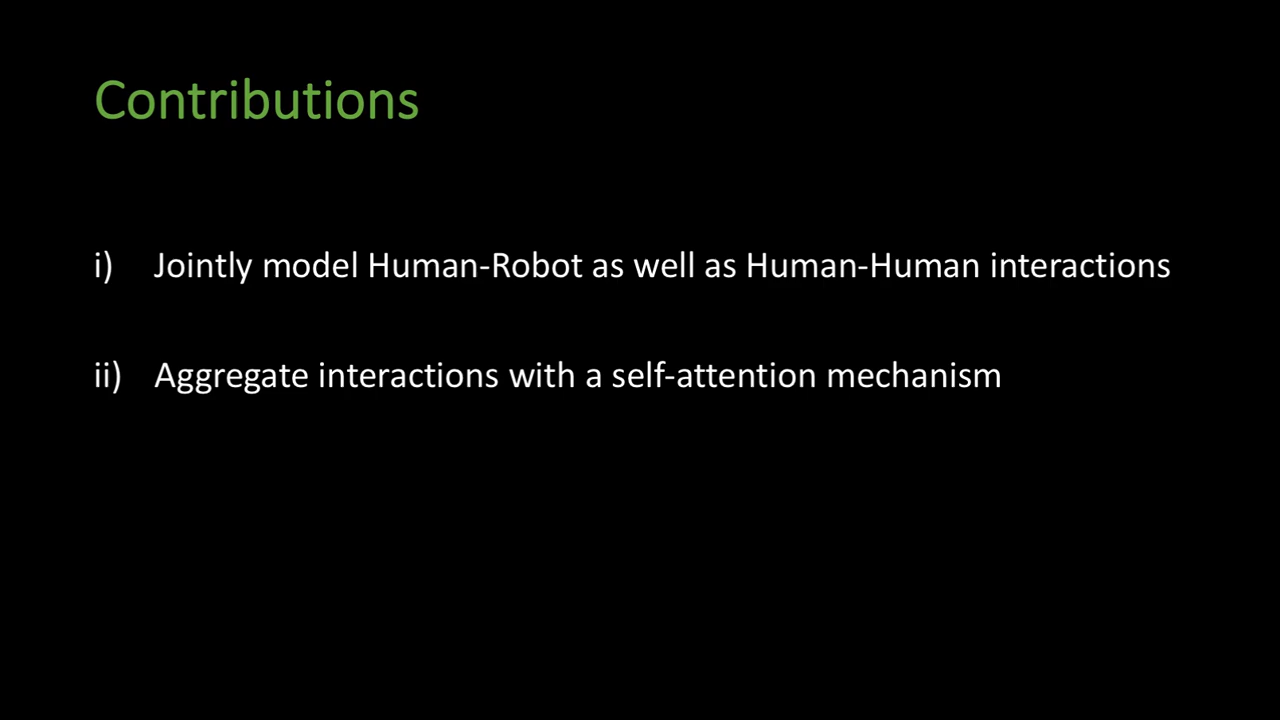 Contributions
i) Jointly model Human-Robot as well as Human-Human interactions
ii) Aggregate interactions with a self-attention mechanism